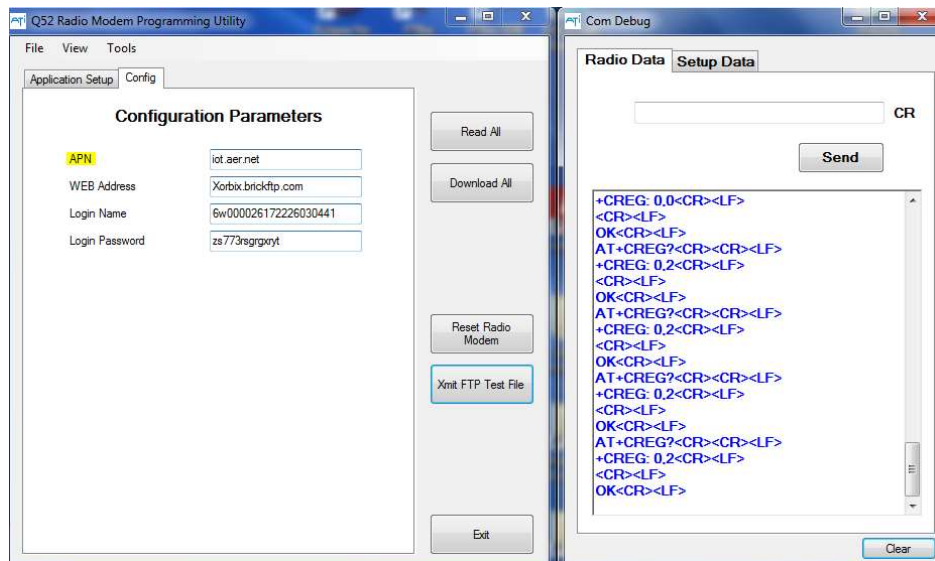 ATi Q52 Radio Modem Programming Utility
File View Tools
Application Setup Config
Configuration Parameters
APN iot.aer.net
WEB Address Xorbix.brickftp.com
Login Name 6w000026172226030441
Login Password zs773rsgrgxryt
Read All
Download All
Reset Radio
Modem
Xmit FTP Test File
Exit
ATi Com Debug
Radio Data Setup Data
CR
Send
+CREG: 0,0<CR><LF>
<CR><LF>
OK<CR><LF>
AT+CREG?<CR><CR><LF>
+CREG: 0,2<CR><LF>
<CR><LF>
OK<CR><LF>
AT+CREG?<CR><CR><LF>
+CREG: 0,2<CR><LF>
<CR><LF>
OK<CR><LF>
AT+CREG?<CR><CR><LF>
+CREG: 0,2<CR><LF>
<CR><LF>
OK<CR><LF>
AT+CREG?<CR><CR><LF>
+CREG: 0,2<CR><LF>
<CR><LF>
OK<CR><LF>
Clear